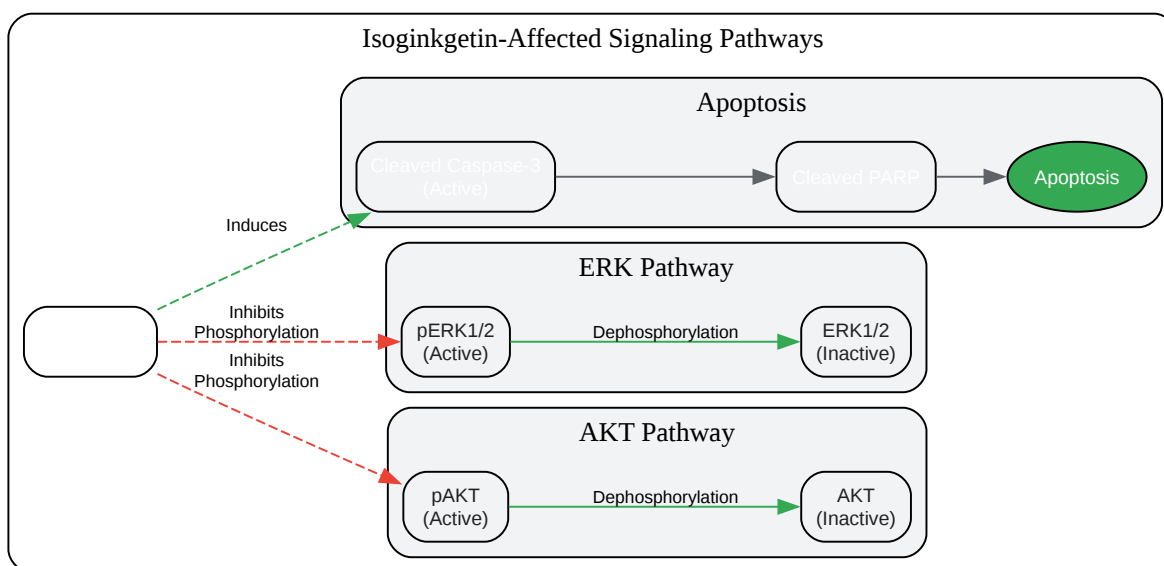 Isoginkgetin-Affected Signaling Pathways
Apoptosis
Cleaved Caspase-3
(Active)
Cleaved PARP
Apoptosis
Induces
ERK Pathway
Inhibits
Phosphorylation
pERK1/2
(Active)
Dephosphorylation
ERK1/2
(Inactive)
Inhibits
Phosphorylation
AKT Pathway
pAKT
(Active)
Dephosphorylation
AKT
(Inactive)